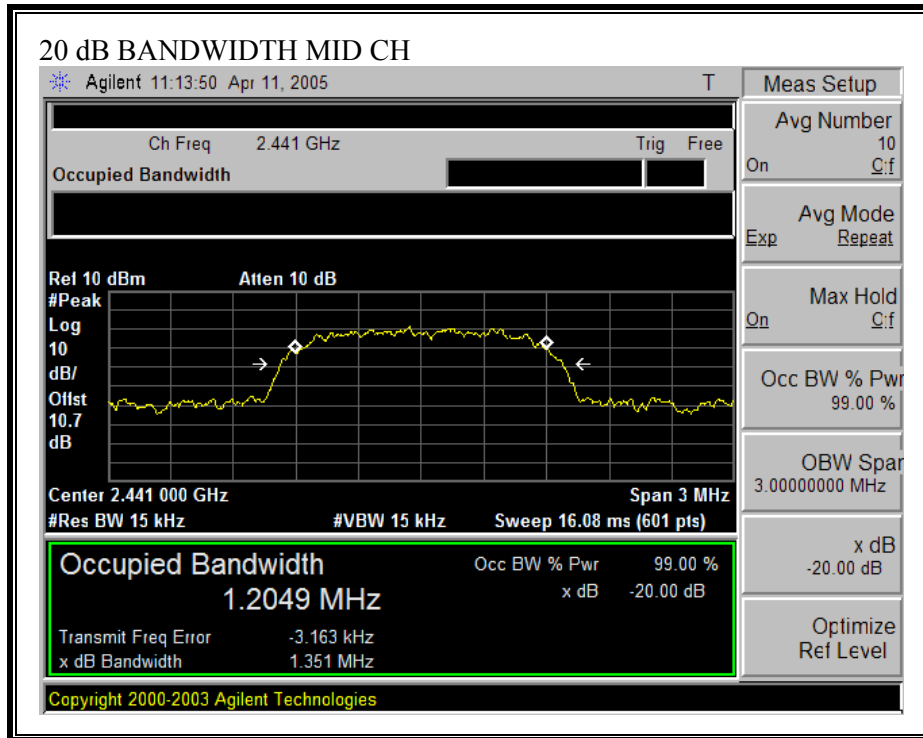 20 dB BANDWIDTH MID CH
Agilent 11:13:50 Apr 11, 2005 T
Meas Setup
Ch Freq 2.441 GHz Trig Free
Occupied Bandwidth
Avg Number
10
On Off
Avg Mode
Exp Repeat
Max Hold
On Off
Occ BW % Pwr
99.00 %
OBW Span
3.00000000 MHz
x dB
-20.00 dB
Optimize
Ref Level
Ref 10 dBm Atten 10 dB
#Peak
Log
10
dB/
Offst
10.7
dB
Center 2.441 000 GHz Span 3 MHz
#Res BW 15 kHz #VBW 15 kHz Sweep 16.08 ms (601 pts)
Occupied Bandwidth Occ BW % Pwr 99.00 %
1.2049 MHz x dB -20.00 dB
Transmit Freq Error -3.163 kHz
x dB Bandwidth 1.351 MHz
Copyright 2000-2003 Agilent Technologies